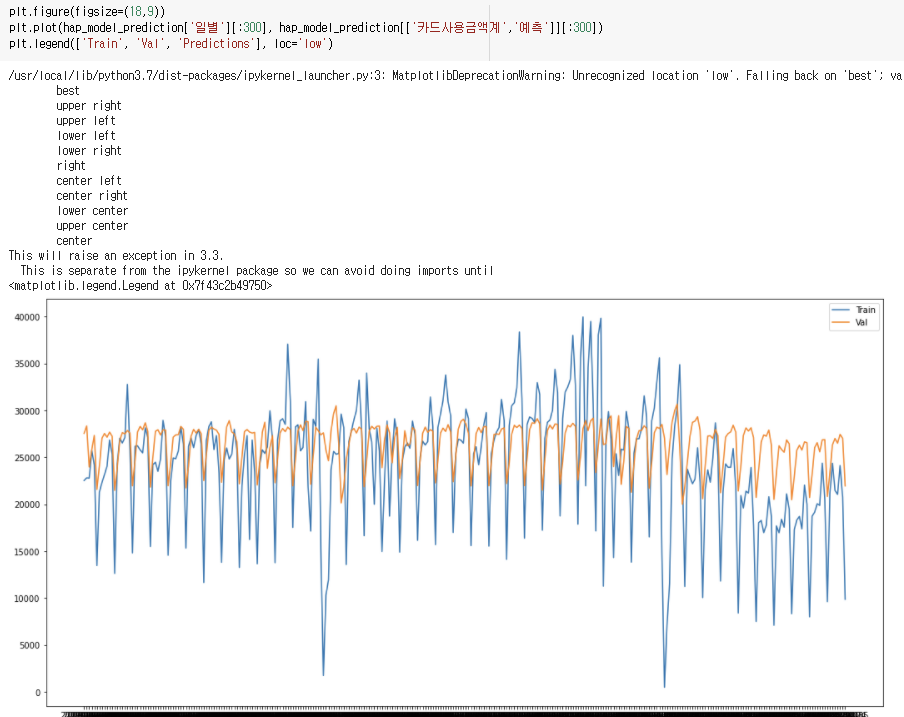 plt.figure(figsize=(18,9))
plt.plot(hap_model_prediction['일별'][:300], hap_model_prediction[['카드사용금액계','예측']][:300])
plt.legend(['Train', 'Val', 'Predictions'], loc='low')
/usr/local/lib/python3.7/dist-packages/ipykernel_launcher.py:3: MatplotlibDeprecationWarning: Unrecognized location 'low'. Falling back on 'best'; va
best
upper right
upper left
lower left
lower right
right
center left
center right
lower center
upper center
center
This will raise an exception in 3.3.
This is separate from the ipykernel package so we can avoid doing imports until
<matplotlib.legend.Legend at 0x7f43c2b49750>
Train
Val
40000
35000
30000
25000
20000
15000
10000
5000
0